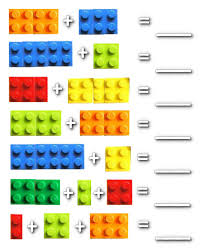 + =
+ =
+ =
+ =
+ =
+ + =
+ + =